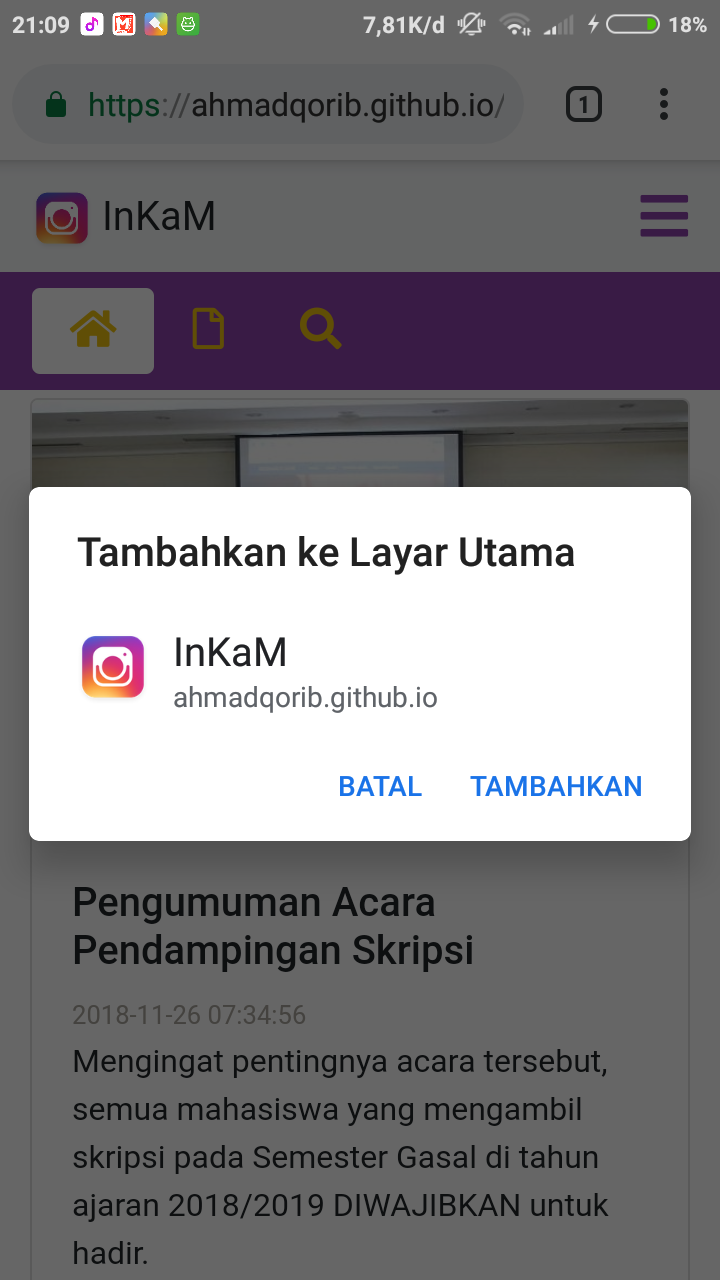 21:09 7,81K/d 18%
https://ahmadqorib.github.io/ 1
InKaM
Tambahkan ke Layar Utama
InKaM
ahmadqorib.github.io
BATAL TAMBAHKAN
Pengumuman Acara
Pendampingan Skripsi
2018-11-26 07:34:56
Mengingat pentingnya acara tersebut,
semua mahasiswa yang mengambil
skripsi pada Semester Gasal di tahun
ajaran 2018/2019 DIWAJIBKAN untuk
hadir.